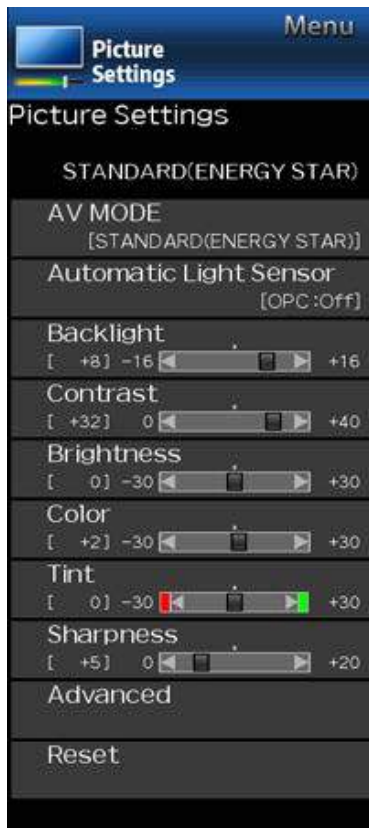 Menu
Picture
Settings
Picture Settings
STANDARD(ENERGY STAR)
AV MODE
[STANDARD(ENERGY STAR)]
Automatic Light Sensor
[OPC:Off]
Backlight
[ +8] -16 +16
Contrast
[ +32] 0 +40
Brightness
[ 0] -30 +30
Color
[ +2] -30 +30
Tint
[ 0] -30 +30
Sharpness
[ +5] 0 +20
Advanced
Reset